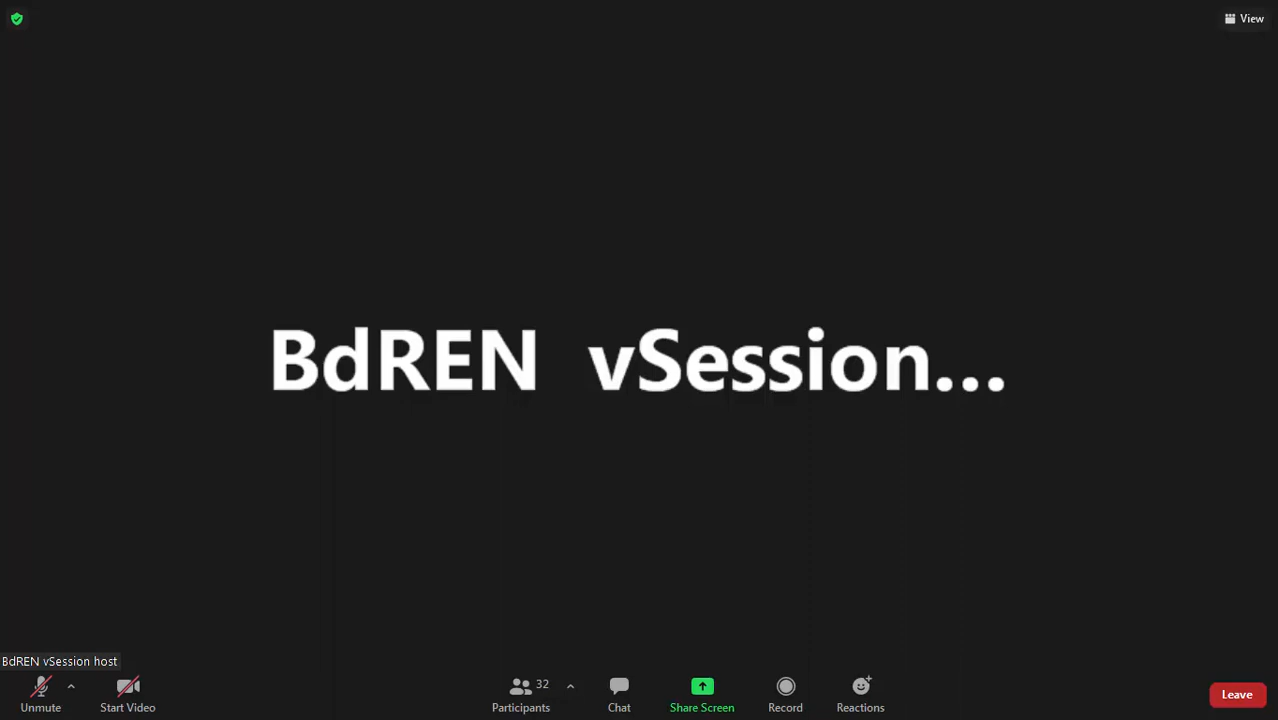 View
BdREN vSession...
BdREN vSession host
32
Unmute
Start Video
Participants
Chat
Share Screen
Record
Reactions
Leave